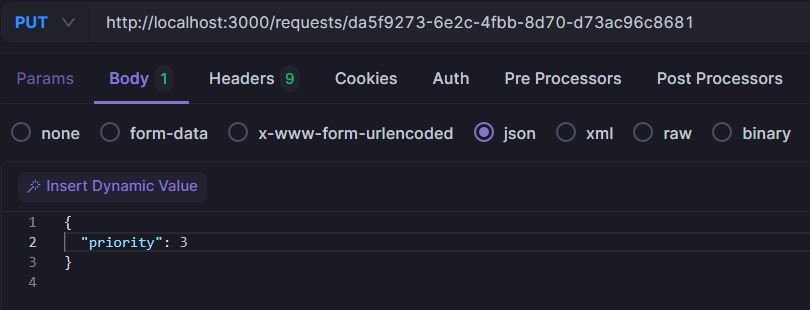 PUT http://localhost:3000/requests/da5f9273-6e2c-4fbb-8d70-d73ac96c8681
Params Body 1 Headers 9 Cookies Auth Pre Processors Post Processors
none form-data x-www-form-urlencoded json xml raw binary
Insert Dynamic Value
1 {
2 "priority": 3
3 }
4